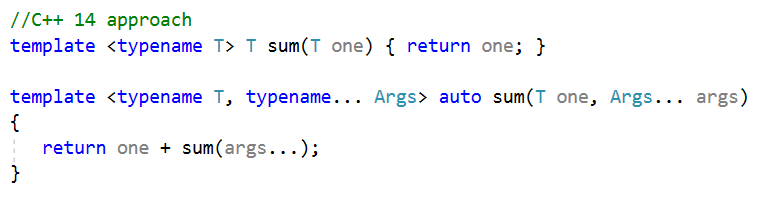 //C++ 14 approach
template <typename T> T sum(T one) { return one; }
template <typename T, typename... Args> auto sum(T one, Args... args)
{
return one + sum(args...);
}